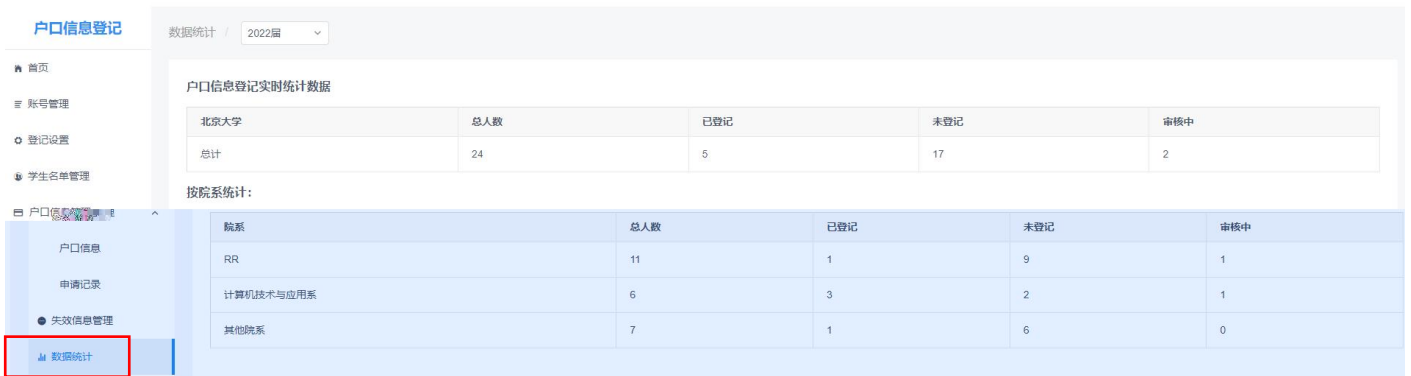 户口信息登记
数据统计 / 2022届
首页
账号管理
登记设置
学生名单管理
户口信
户口信息
申请记录
失效信息管理
数据统计
户口信息登记实时统计数据
北京大学 总人数 已登记 未登记 审核中
总计 24 5 17 2
按院系统计：
院系 总人数 已登记 未登记 审核中
RR 11 1 9 1
计算机技术与应用系 6 3 2 1
其他院系 7 1 6 0